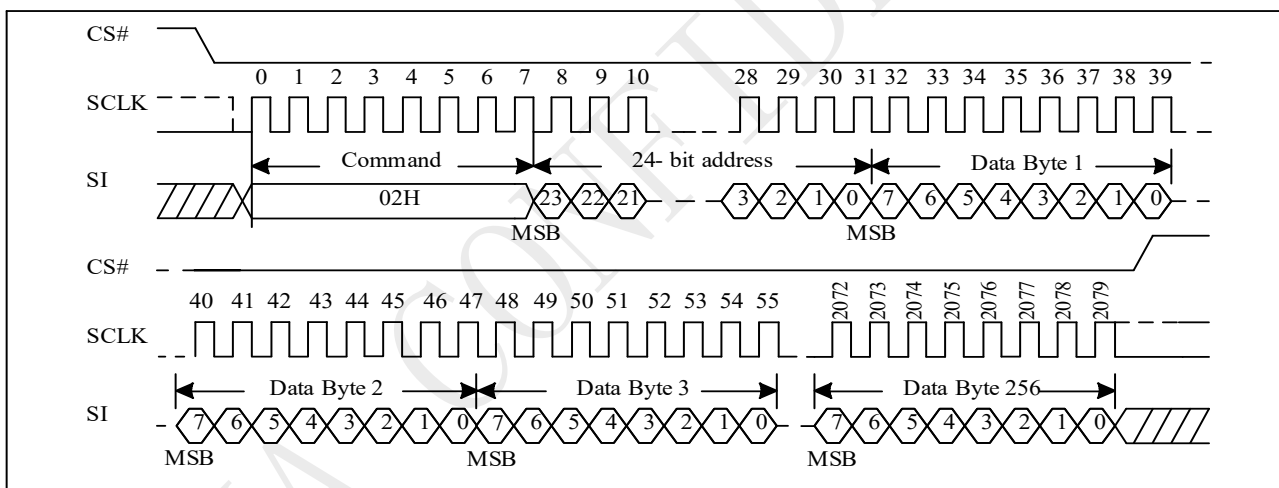 CS#
0 1 2 3 4 5 6 7 8 9 10 28 29 30 31 32 33 34 35 36 37 38 39
SCLK
Command 24- bit address Data Byte 1
SI
02H 23 22 21 3 2 1 0 7 6 5 4 3 2 1 0
MSB MSB
CS#
40 41 42 43 44 45 46 47 48 49 50 51 52 53 54 55 2072 2073 2074 2075 2076 2077 2078 2079
SCLK
Data Byte 2 Data Byte 3 Data Byte 256
SI
7 6 5 4 3 2 1 0 7 6 5 4 3 2 1 0 7 6 5 4 3 2 1 0
MSB MSB MSB